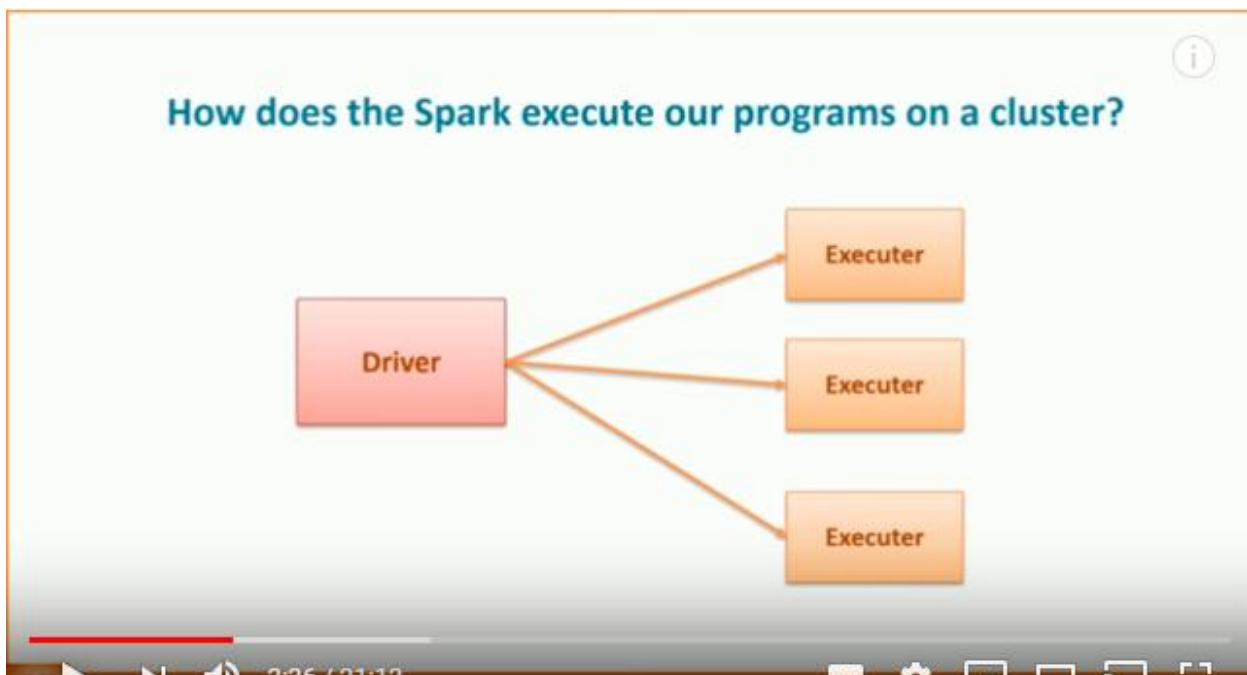 How does the Spark execute our programs on a cluster?
Executer
Driver
Executer
Executer